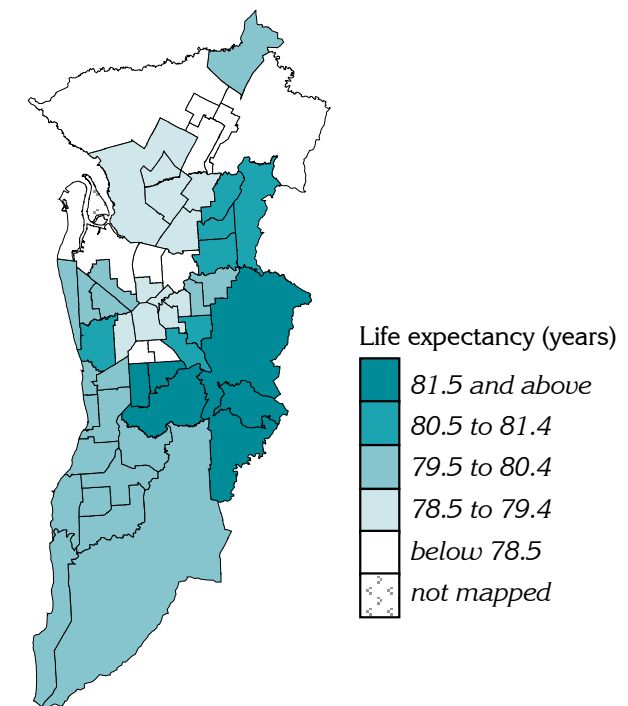 Life expectancy (years)
81.5 and above
80.5 to 81.4
79.5 to 80.4
78.5 to 79.4
below 78.5
not mapped